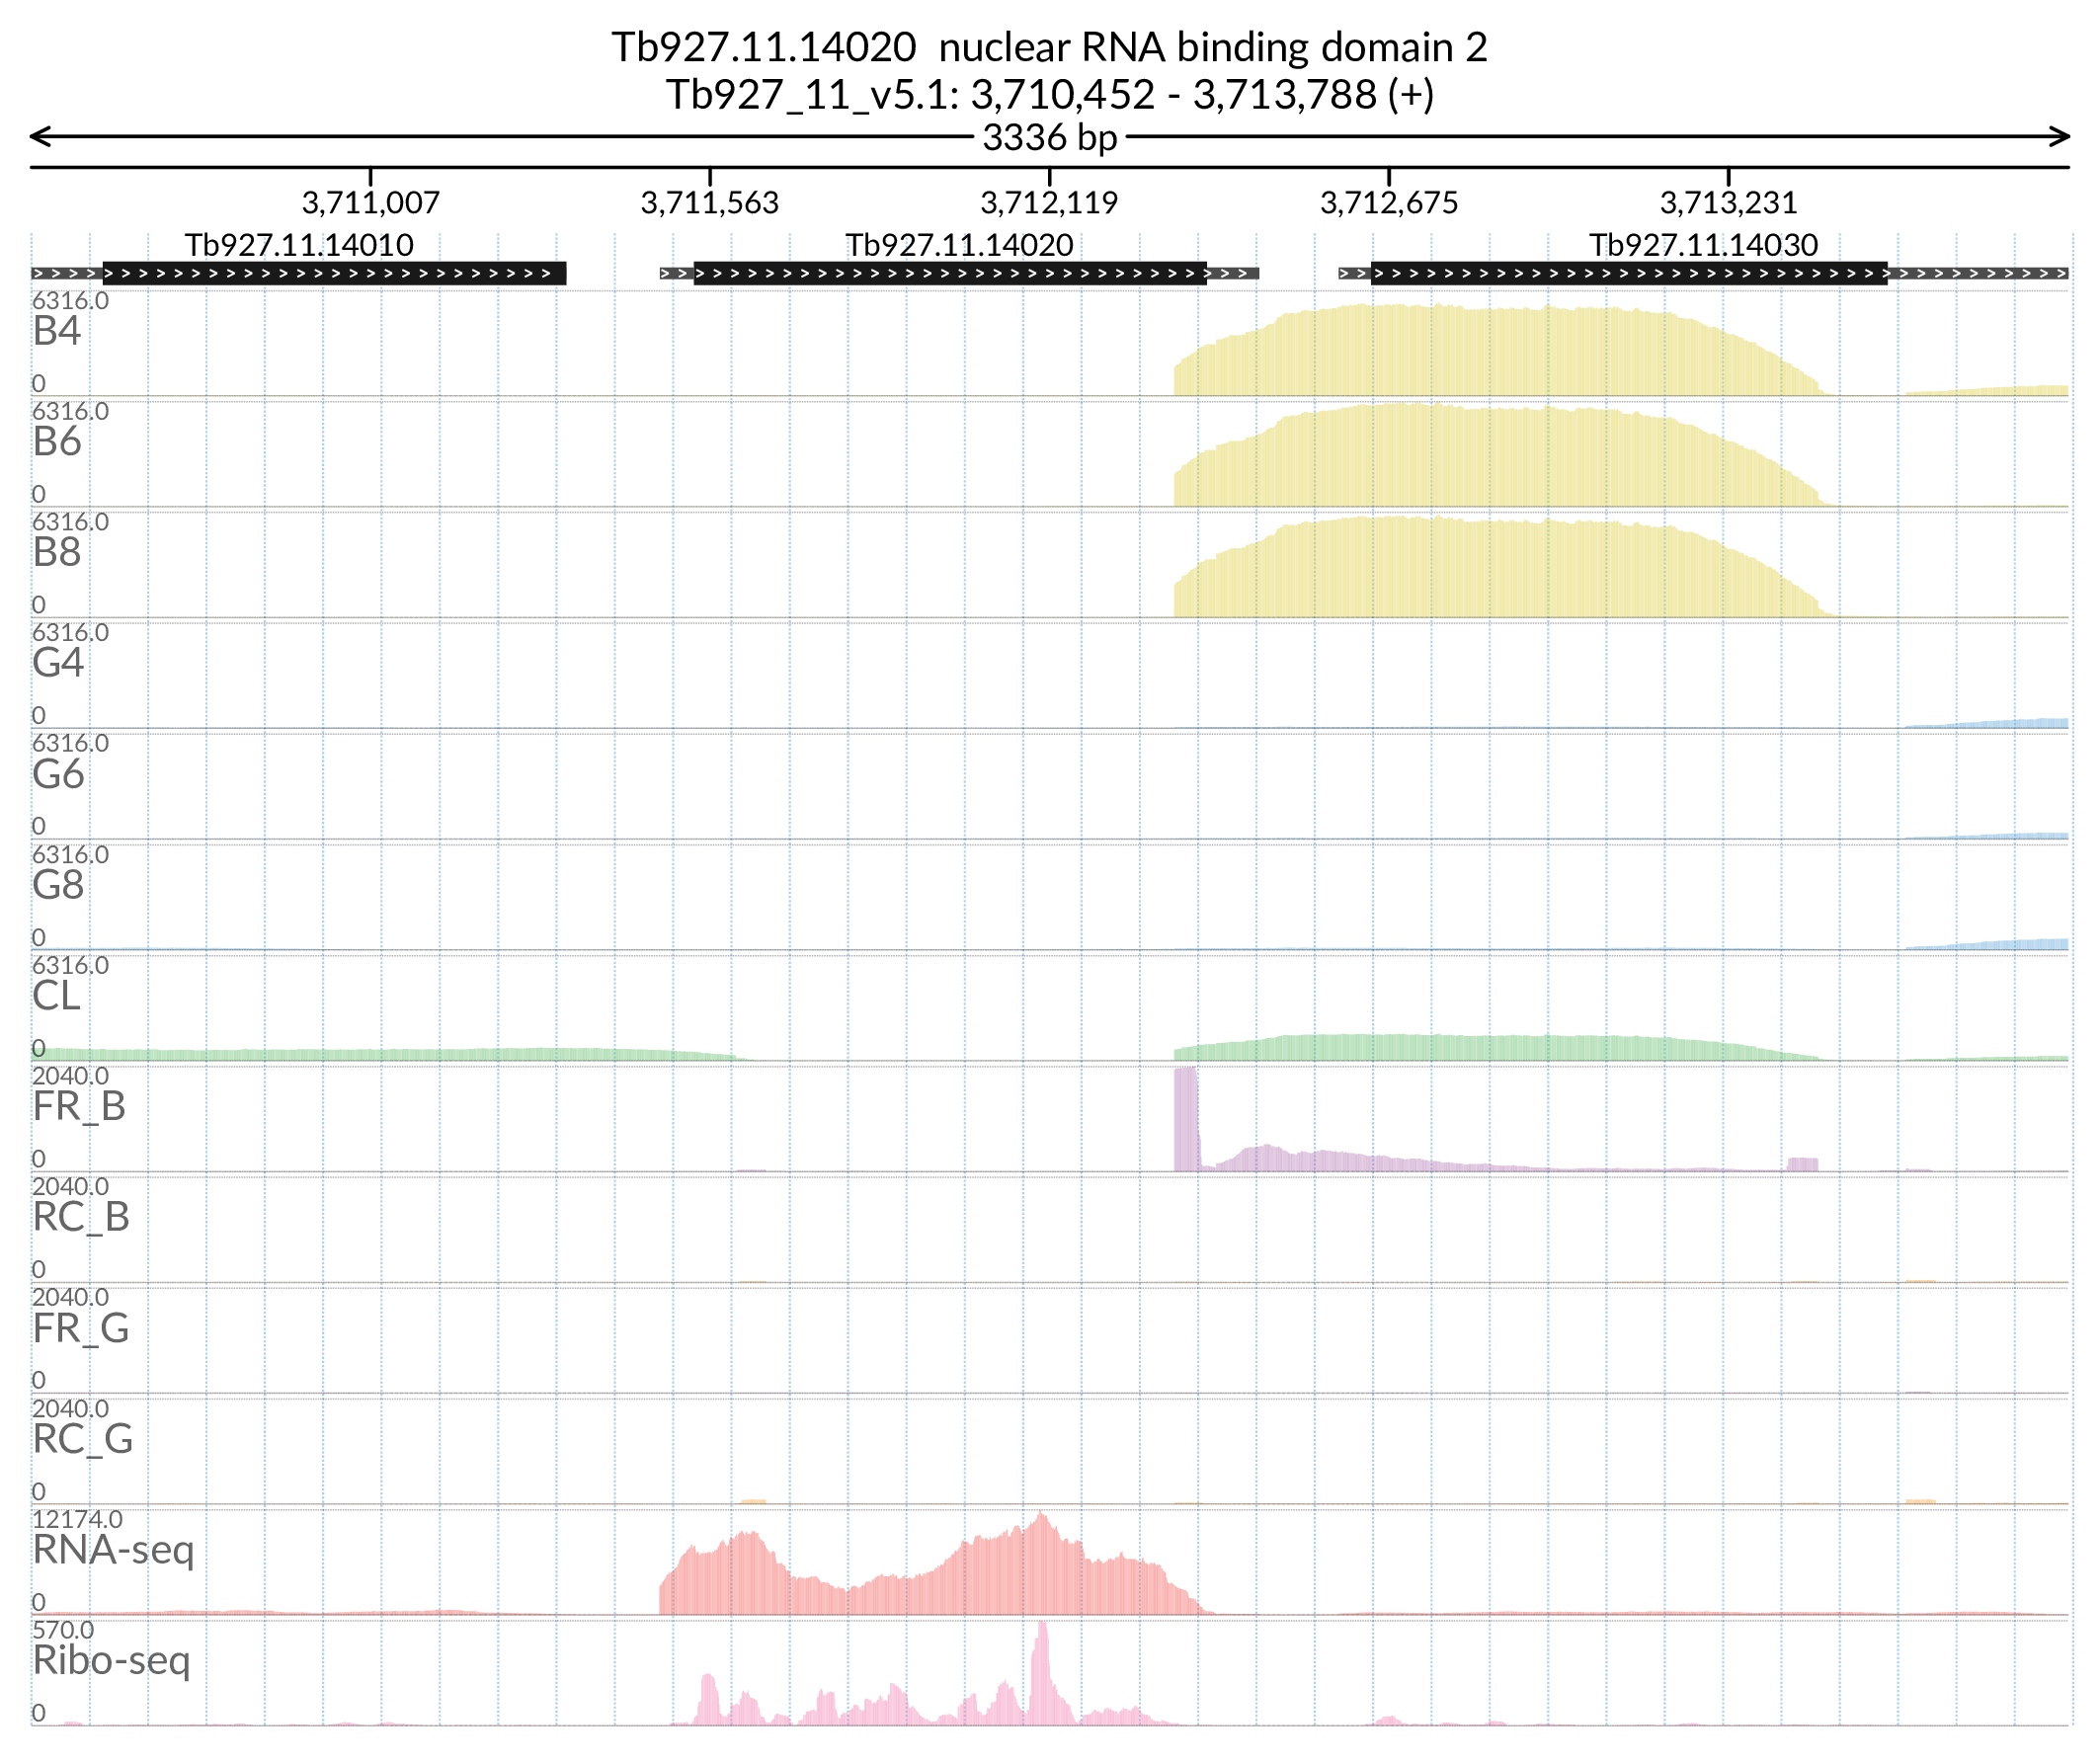 Tb927.11.14020  nuclear RNA binding domain 2
Tb927_11_v5.1: 3,710,452 - 3,713,788 (+)
3336 bp
3,711,007 3,711,563 3,712,119 3,712,675 3,713,231
Tb927.11.14010 Tb927.11.14020 Tb927.11.14030
6316.0
B4
0
6316.0
B6
0
6316.0
B8
0
6316.0
G4
0
6316.0
G6
0
6316.0
G8
0
6316.0
CL
0
2040.0
FR_B
0
2040.0
RC_B
0
2040.0
FR_G
0
2040.0
RC_G
0
12174.0
RNA-seq
0
570.0
Ribo-seq
0